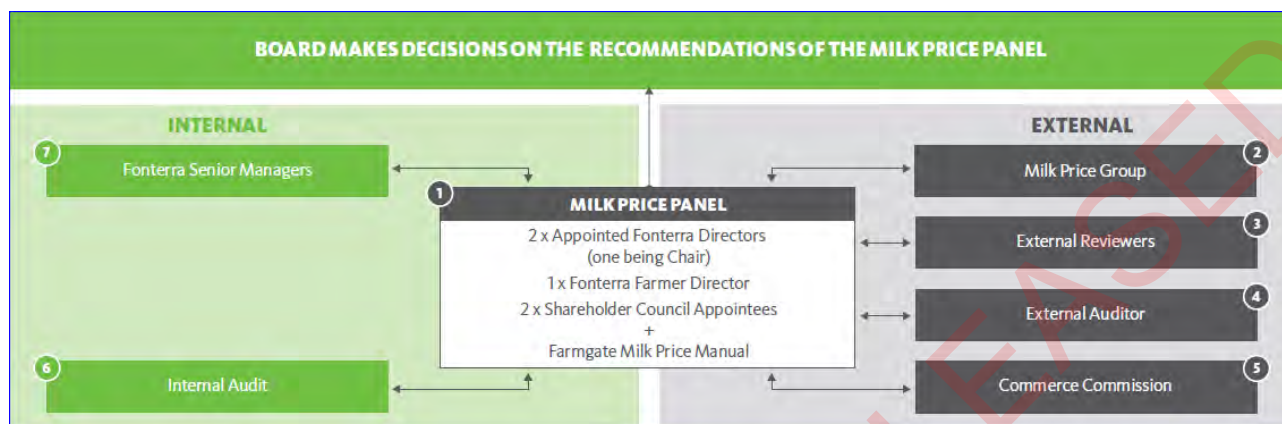 BOARD MAKES DECISIONS ON THE RECOMMENDATIONS OF THE MILK PRICE PANEL
INTERNAL
7
Fonterra Senior Managers
6
Internal Audit
1
MILK PRICE PANEL
2 x Appointed Fonterra Directors
(one being Chair)
1 x Fonterra Farmer Director
2 x Shareholder Council Appointees
+
Farmgate Milk Price Manual
EXTERNAL
2
Milk Price Group
3
External Reviewers
4
External Auditor
5
Commerce Commission
EASED